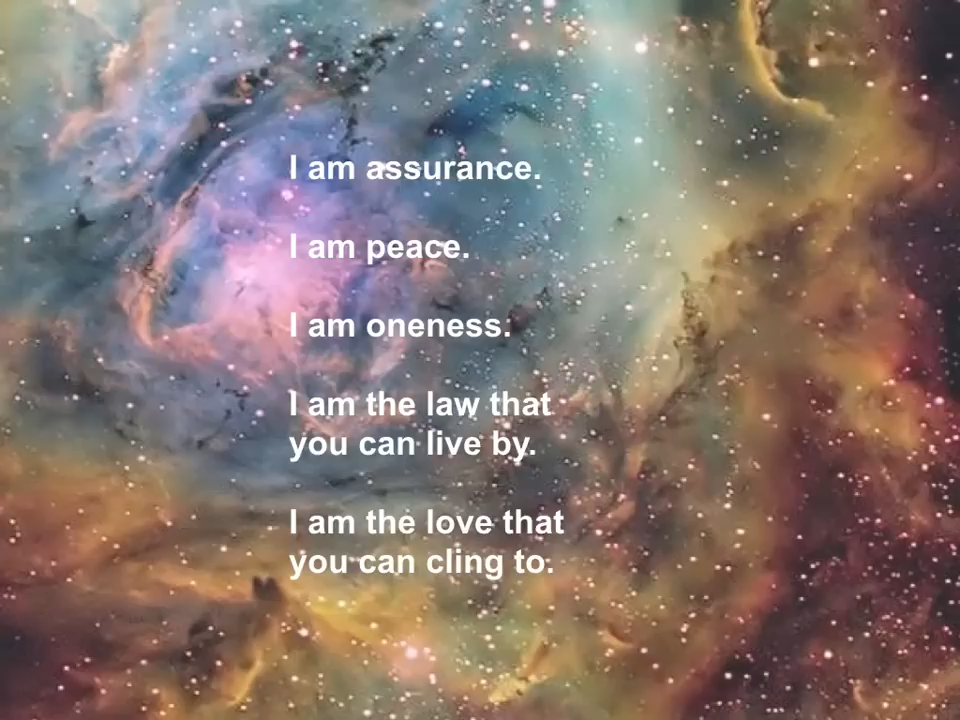 I am assurance.
I am peace.
I am oneness.
I am the law that
you can live by.
I am the love that
you can cling to.